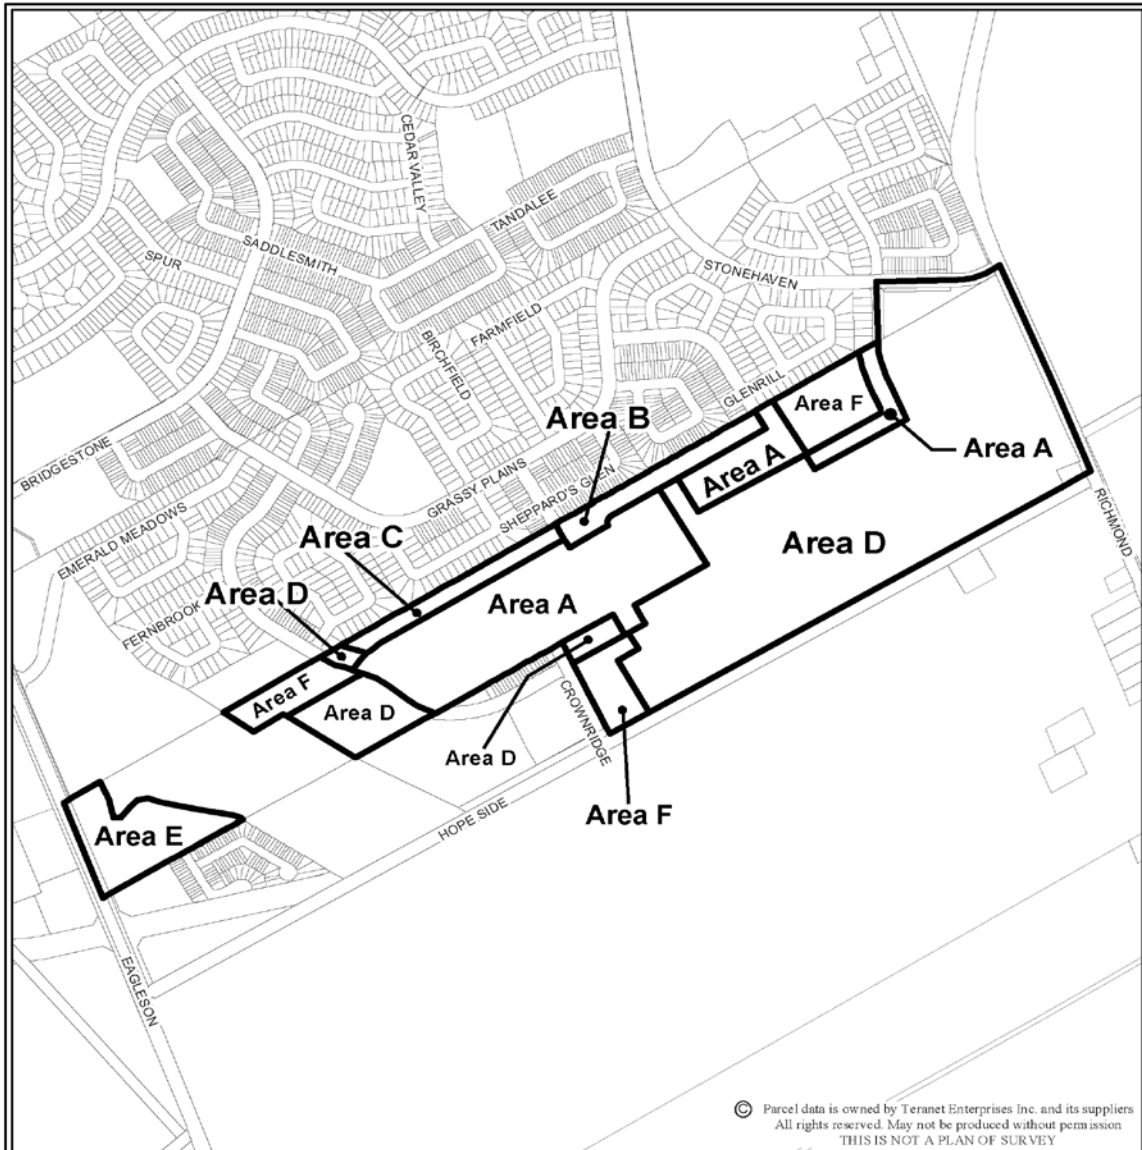 CEDAR VALLEY
TANDALEE
SADDLESMITH
SPUR
STONEHAVEN
FARMFIELD
BIRCHFIELD
GLENRILL
Area F
Area B
Area A
Area A
BRIDGESTONE
GRASSY PLAINS
SHEPPARD'S GLEN
RICHMOND
EMERALD MEADOWS
Area C
Area D
Area D
Area A
FERNBROOK
Area F
Area D
CROWNRIDGE
Area D
Area F
HOPE SIDE
Area E
EAGLESON
© Parcel data is owned by Teranet Enterprises Inc. and its suppliers
All rights reserved. May not be produced without permission
THIS IS NOT A PLAN OF SURVEY